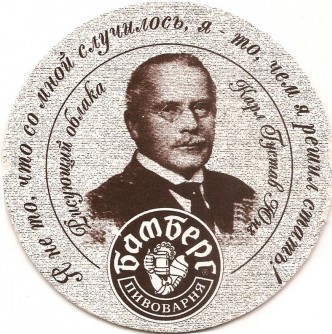 Я не то, что со мной случилось, я - то, чем я решил стать!
Рисующий облака
Карл Густав Юнг
Бамберг
ПИВОВАРНЯ